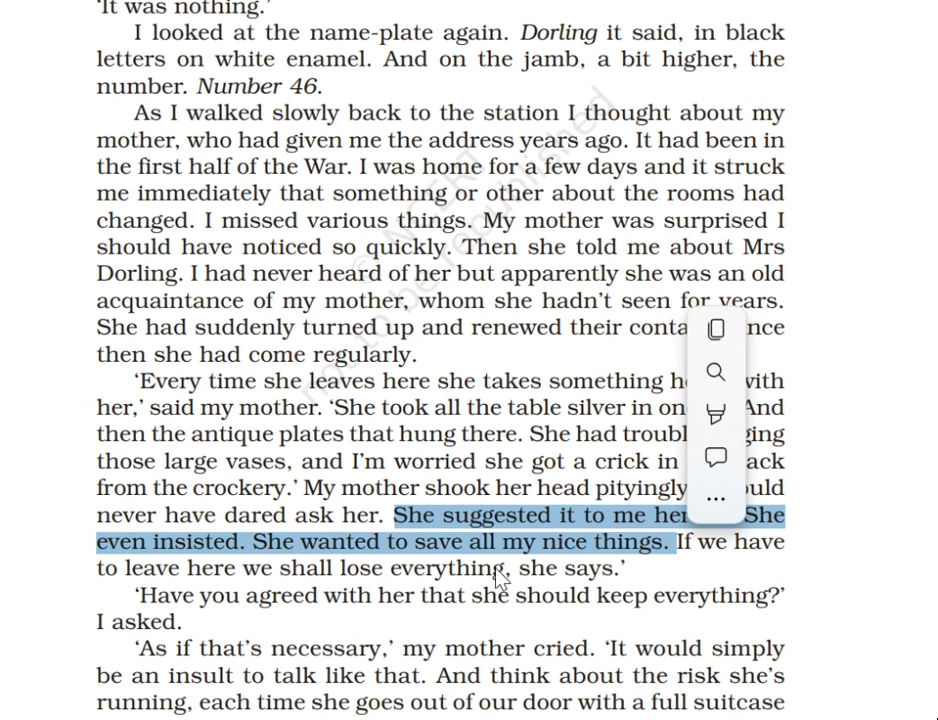 ‘It was nothing.’
I looked at the name-plate again. Dorling it said, in black
letters on white enamel. And on the jamb, a bit higher, the
number. Number 46.
As I walked slowly back to the station I thought about my
mother, who had given me the address years ago. It had been in
the first half of the War. I was home for a few days and it struck
me immediately that something or other about the rooms had
changed. I missed various things. My mother was surprised I
should have noticed so quickly. Then she told me about Mrs
Dorling. I had never heard of her but apparently she was an old
acquaintance of my mother, whom she hadn’t seen for years.
She had suddenly turned up and renewed their conta nce
then she had come regularly.
‘Every time she leaves here she takes something h with
her,’ said my mother. ‘She took all the table silver in on And
then the antique plates that hung there. She had troubl ging
those large vases, and I’m worried she got a crick in ack
from the crockery.’ My mother shook her head pityingly ould
never have dared ask her. She suggested it to me her She
even insisted. She wanted to save all my nice things. If we have
to leave here we shall lose everything, she says.’
‘Have you agreed with her that she should keep everything?’
I asked.
‘As if that’s necessary,’ my mother cried. ‘It would simply
be an insult to talk like that. And think about the risk she’s
running, each time she goes out of our door with a full suitcase
© NCERT
not to be republished